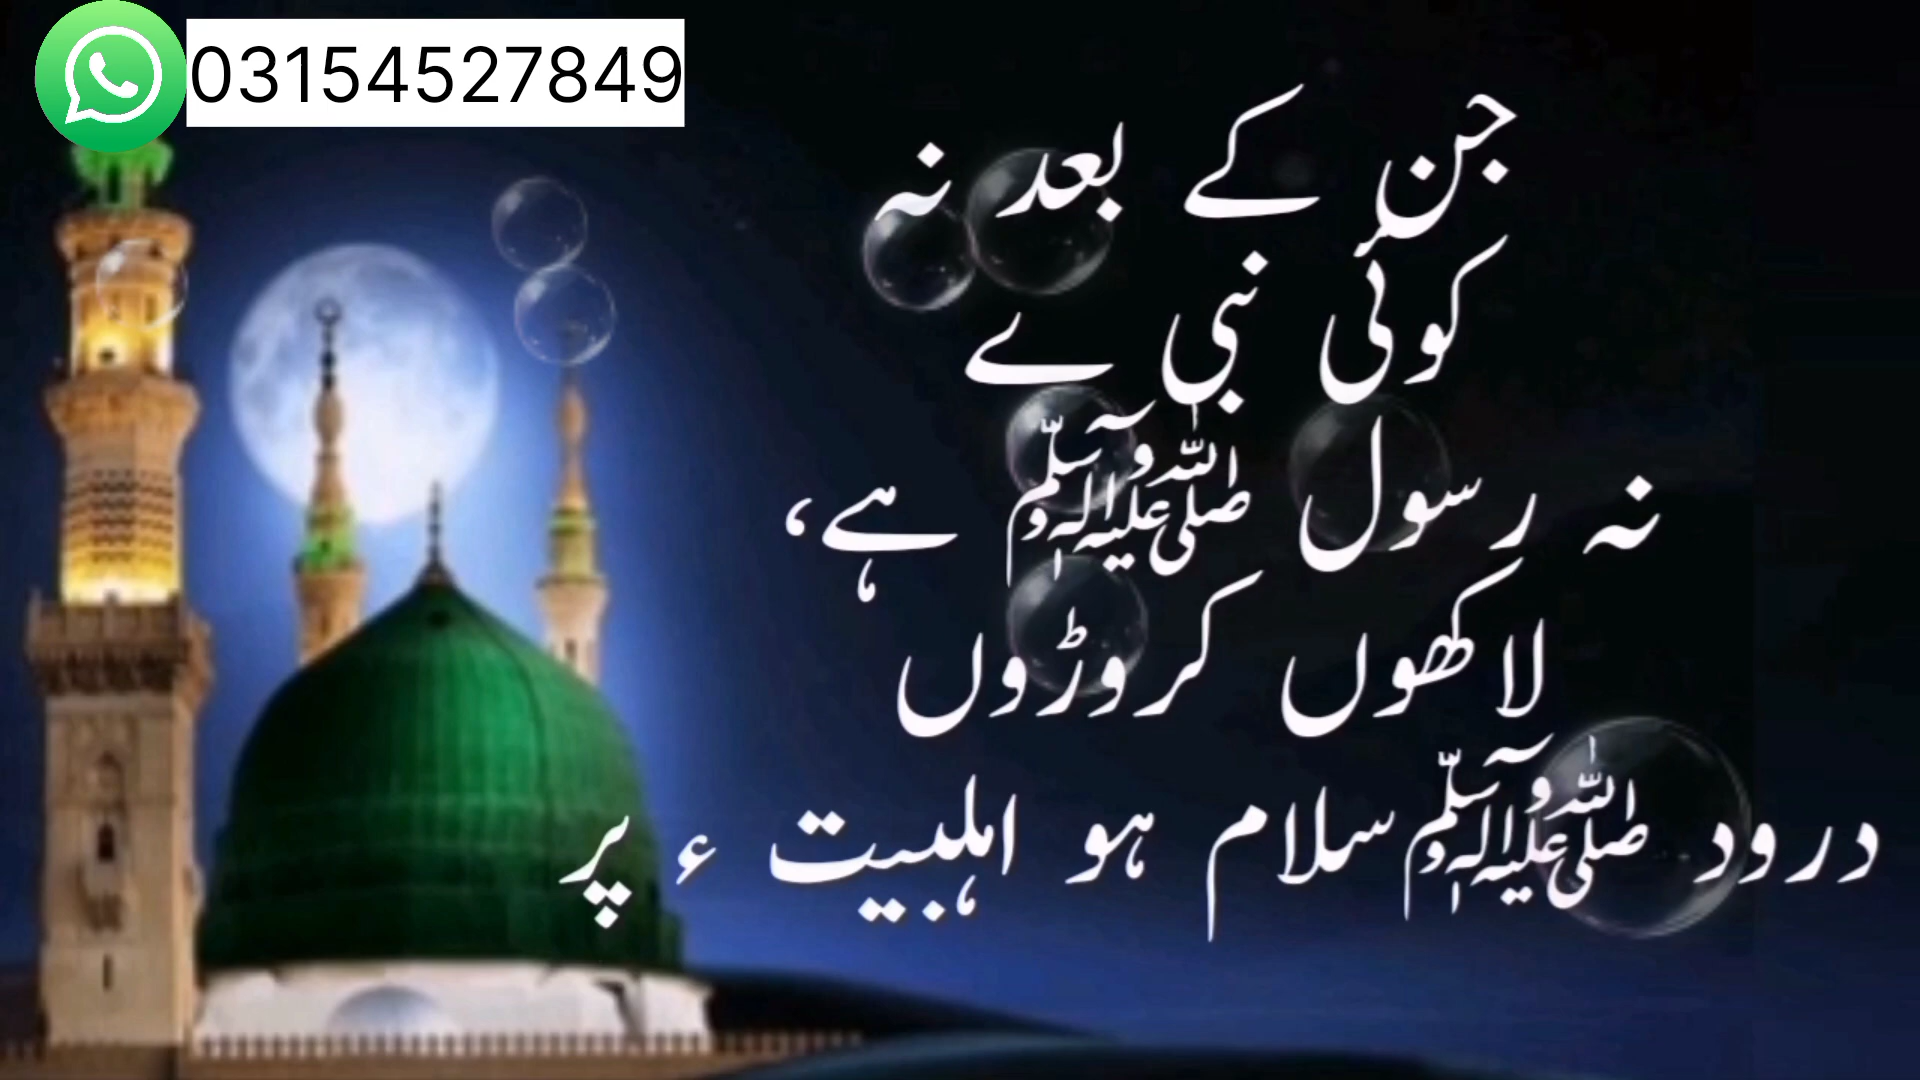 03154527849
جن کے بعد نہ
کوئی نبی ے
نہ رسول ﷺ ہے،
لاکھوں کروڑوں
درود ﷺ سلام ہو اہلبیت ء پر